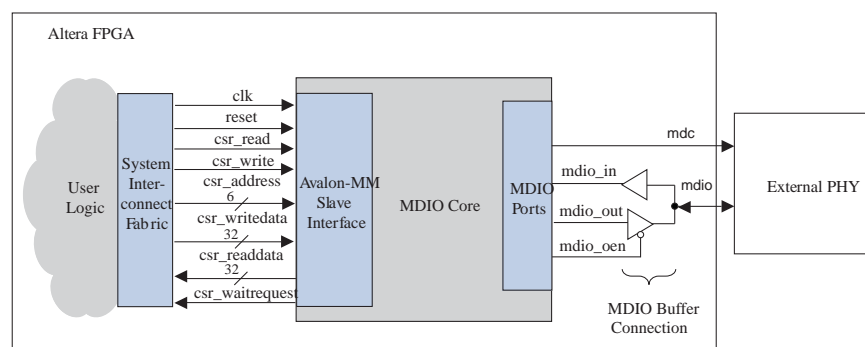 Altera FPGA
User
Logic
System
Inter-
connect
Fabric
clk
reset
csr_read
csr_write
csr_address
6
csr_writedata
32
csr_readdata
32
csr_waitrequest
Avalon-MM
Slave
Interface
MDIO Core
MDIO
Ports
mdc
mdio_in
mdio
mdio_out
mdio_oen
MDIO Buffer
Connection
External PHY